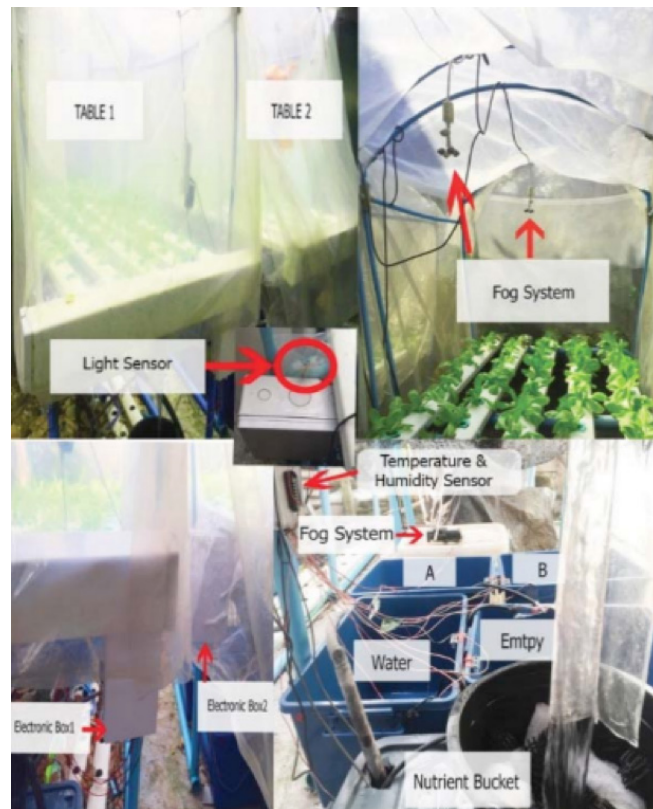 TABLE 1
TABLE 2
Fog System
Light Sensor
Temperature &
Humidity Sensor
Fog System
A
B
Water
Emtpy
Electronic Box1
Electronic Box2
Nutrient Bucket